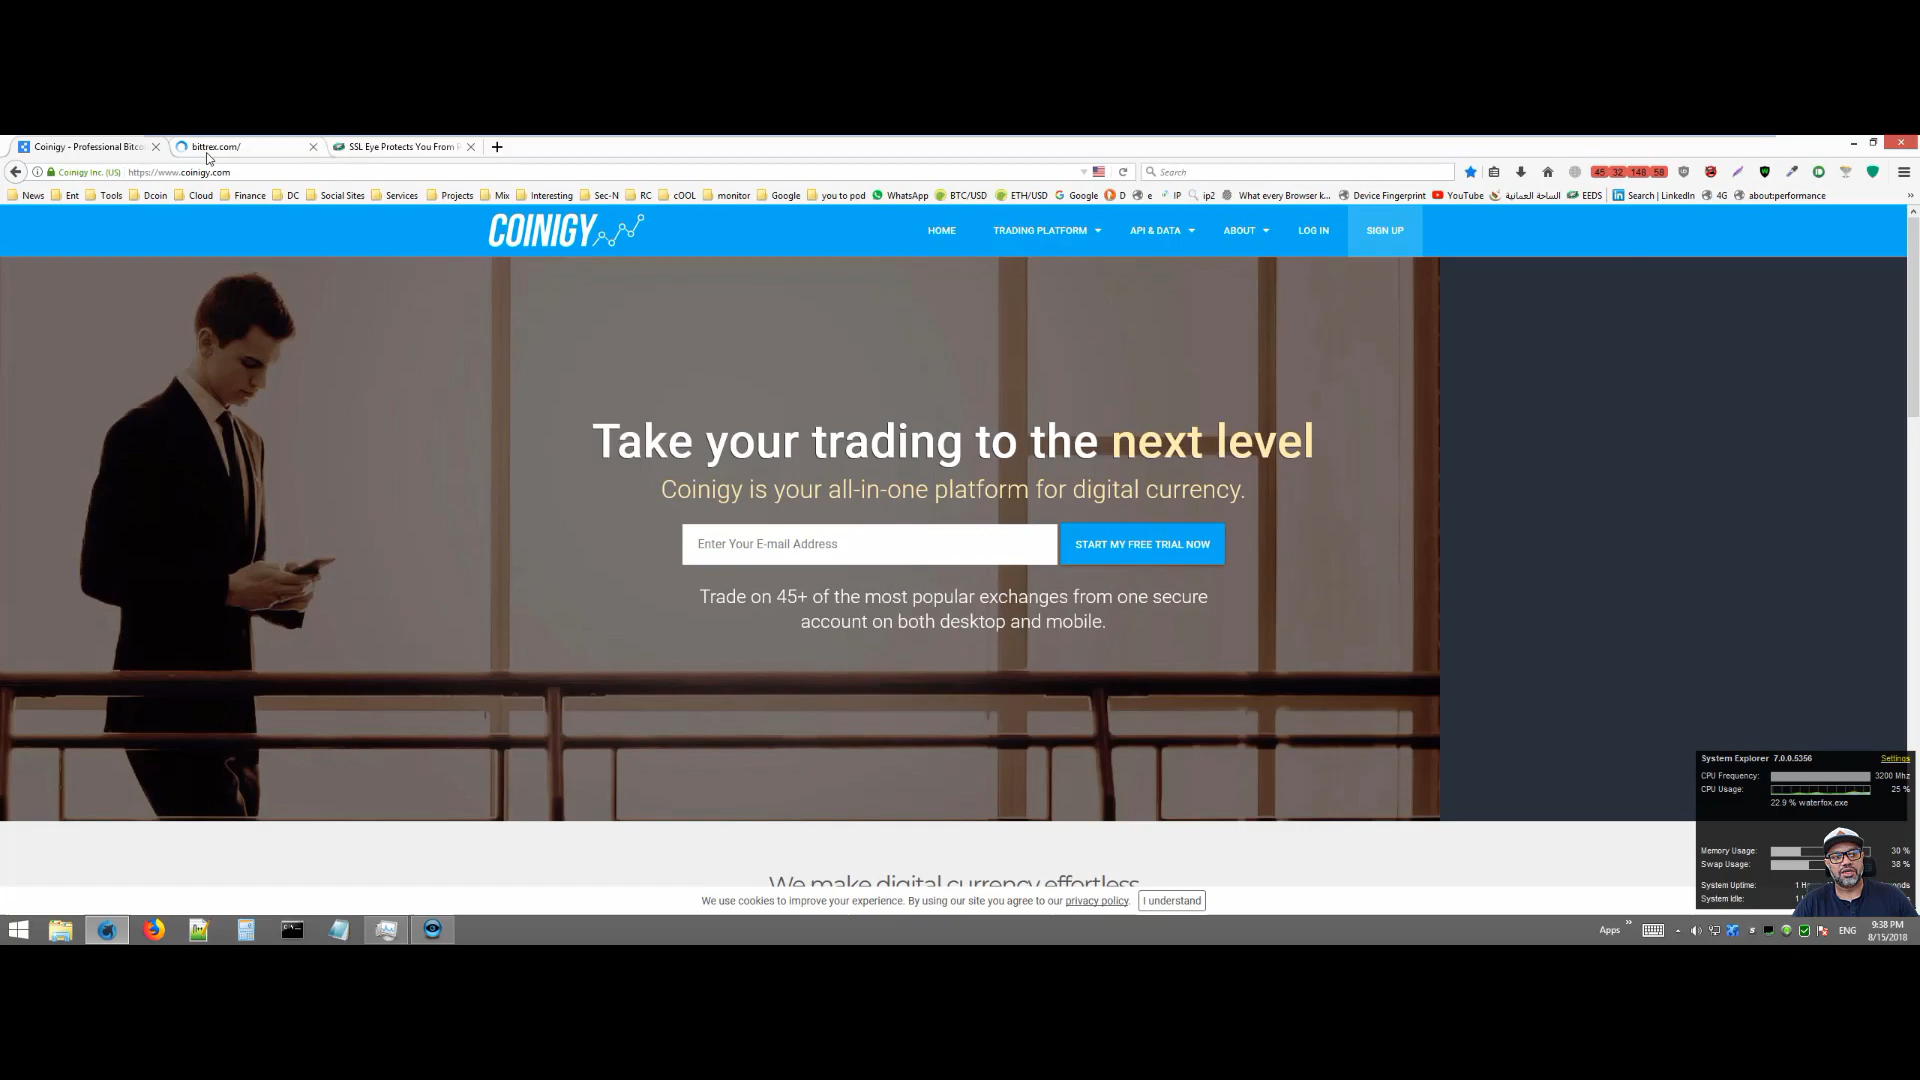 Coinigy - Professional Bitco
bittrex.com/
SSL Eye Protects You From P
Coinigy Inc. (US)
https://www.coinigy.com
Search
45 32 148 58
News
Ent
Tools
Dcoin
Cloud
Finance
DC
Social Sites
Services
Projects
Mix
Interesting
Sec-N
RC
cOOL
monitor
Google
you to pod
WhatsApp
BTC/USD
ETH/USD
Google
D
e
IP
ip2
What every Browser k...
Device Fingerprint
YouTube
الساحة العمانية
EEDS
Search | LinkedIn
4G
about:performance
COINIGY
HOME
TRADING PLATFORM
API & DATA
ABOUT
LOG IN
SIGN UP
Take your trading to the next level
Coinigy is your all-in-one platform for digital currency.
Enter Your E-mail Address
START MY FREE TRIAL NOW
Trade on 45+ of the most popular exchanges from one secure
account on both desktop and mobile.
We make digital currency effortless
We use cookies to improve your experience. By using our site you agree to our privacy policy.
I understand
System Explorer 7.0.0.5356
Settings
CPU Frequency:
3200 Mhz
CPU Usage:
25 %
22.9 % waterfox.exe
Memory Usage:
30 %
Swap Usage:
38 %
System Uptime:
System Idle:
Apps
ENG
9:38 PM
8/15/2018